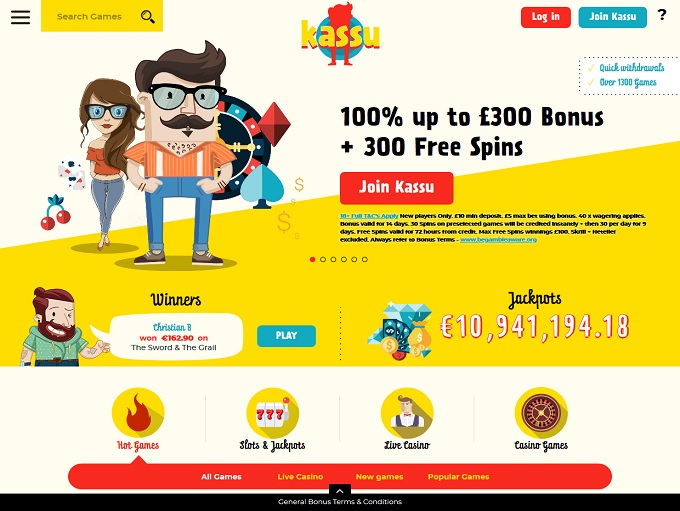 Search Games
kassu
Log in
Join Kassu
?
Quick withdrawals
Over 1300 Games
100% up to £300 Bonus
+ 300 Free Spins
Join Kassu
18+ Full T&C's Apply New players Only. £10 min deposit. £5 max bet using bonus. 40 x wagering applies.
Bonus valid for 14 days. 30 Spins on preselected games will be credited instantly + then 30 per day for 9
days. Free Spins valid for 72 hours from credit. Max Free Spins winnings £100. Skrill + Neteller
excluded. Always refer to Bonus Terms - www.begambleaware.org
Winners
Christian B
won €162.90 on
The Sword & The Grail
PLAY
Jackpots
€10,941,194.18
777
Hot Games
Slots & Jackpots
Live Casino
Casino Games
All Games
Live Casino
New games
Popular Games
General Bonus Terms & Conditions